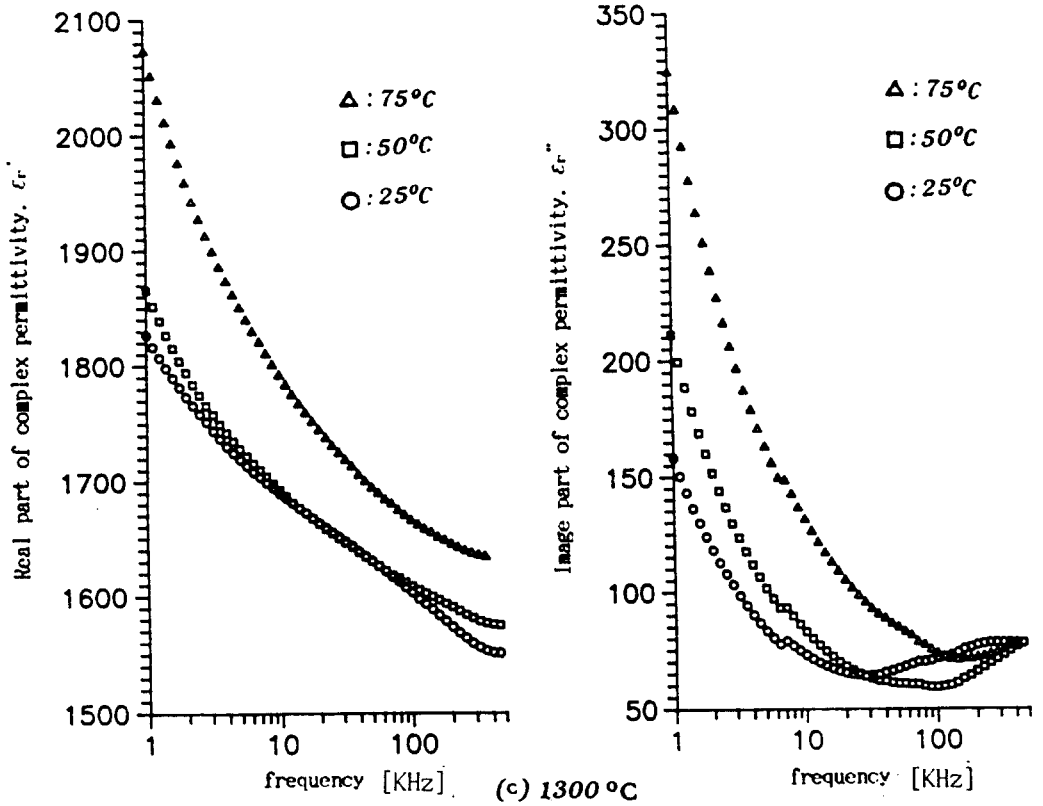 2100
2000
1900
1800
1700
1600
1500
Real part of complex permittivity. εr'
△ : 75°C
□ : 50°C
○ : 25°C
1
10
100
frequency [KHz]
350
300
250
200
150
100
50
Image part of complex permittivity. εr"
△ : 75°C
□ : 50°C
○ : 25°C
1
10
100
frequency [KHz]
(c) 1300 °C